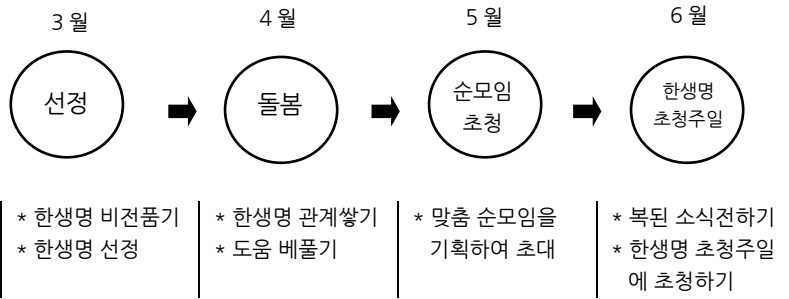 3월
4월
5월
6월
선정
돌봄
순모임
초청
한생명
초청주일
* 한생명 비전품기
* 한생명 선정
* 한생명 관계쌓기
* 도움 베풀기
* 맞춤 순모임을
기획하여 초대
* 복된 소식전하기
* 한생명 초청주일
에 초청하기